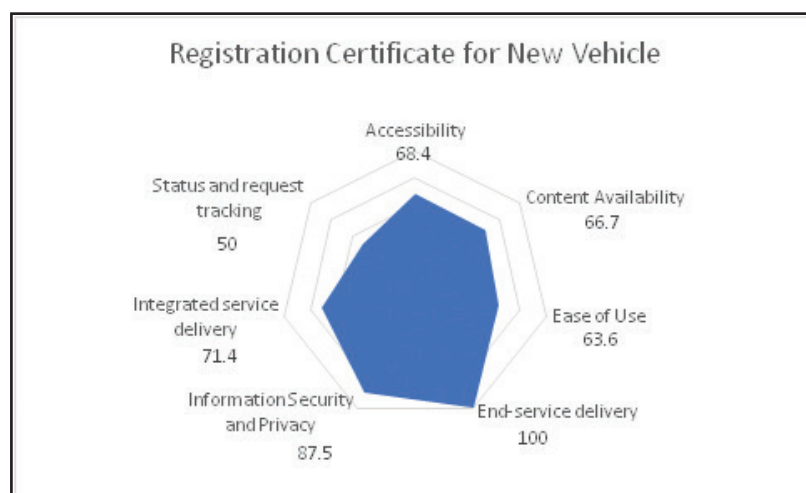 Registration Certificate for New Vehicle
Accessibility
68.4
Content Availability
66.7
Ease of Use
63.6
End-service delivery
100
Information Security
and Privacy
87.5
Integrated service
delivery
71.4
Status and request
tracking
50